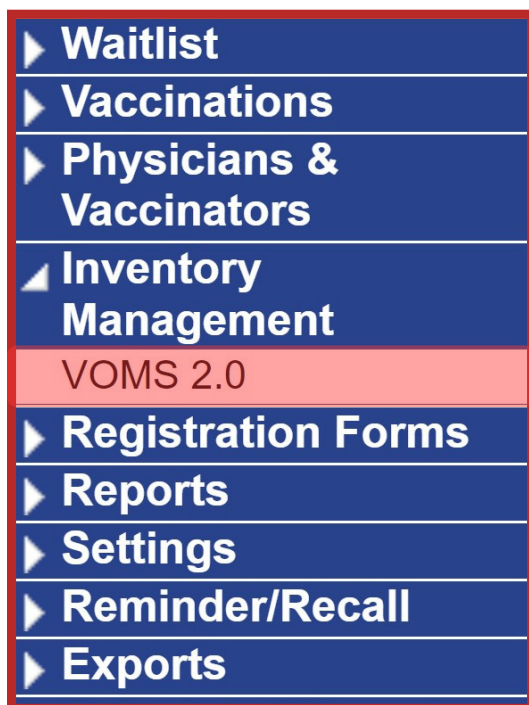 Waitlist
Vaccinations
Physicians &
Vaccinators
Inventory
Management
VOMS 2.0
Registration Forms
Reports
Settings
Reminder/Recall
Exports